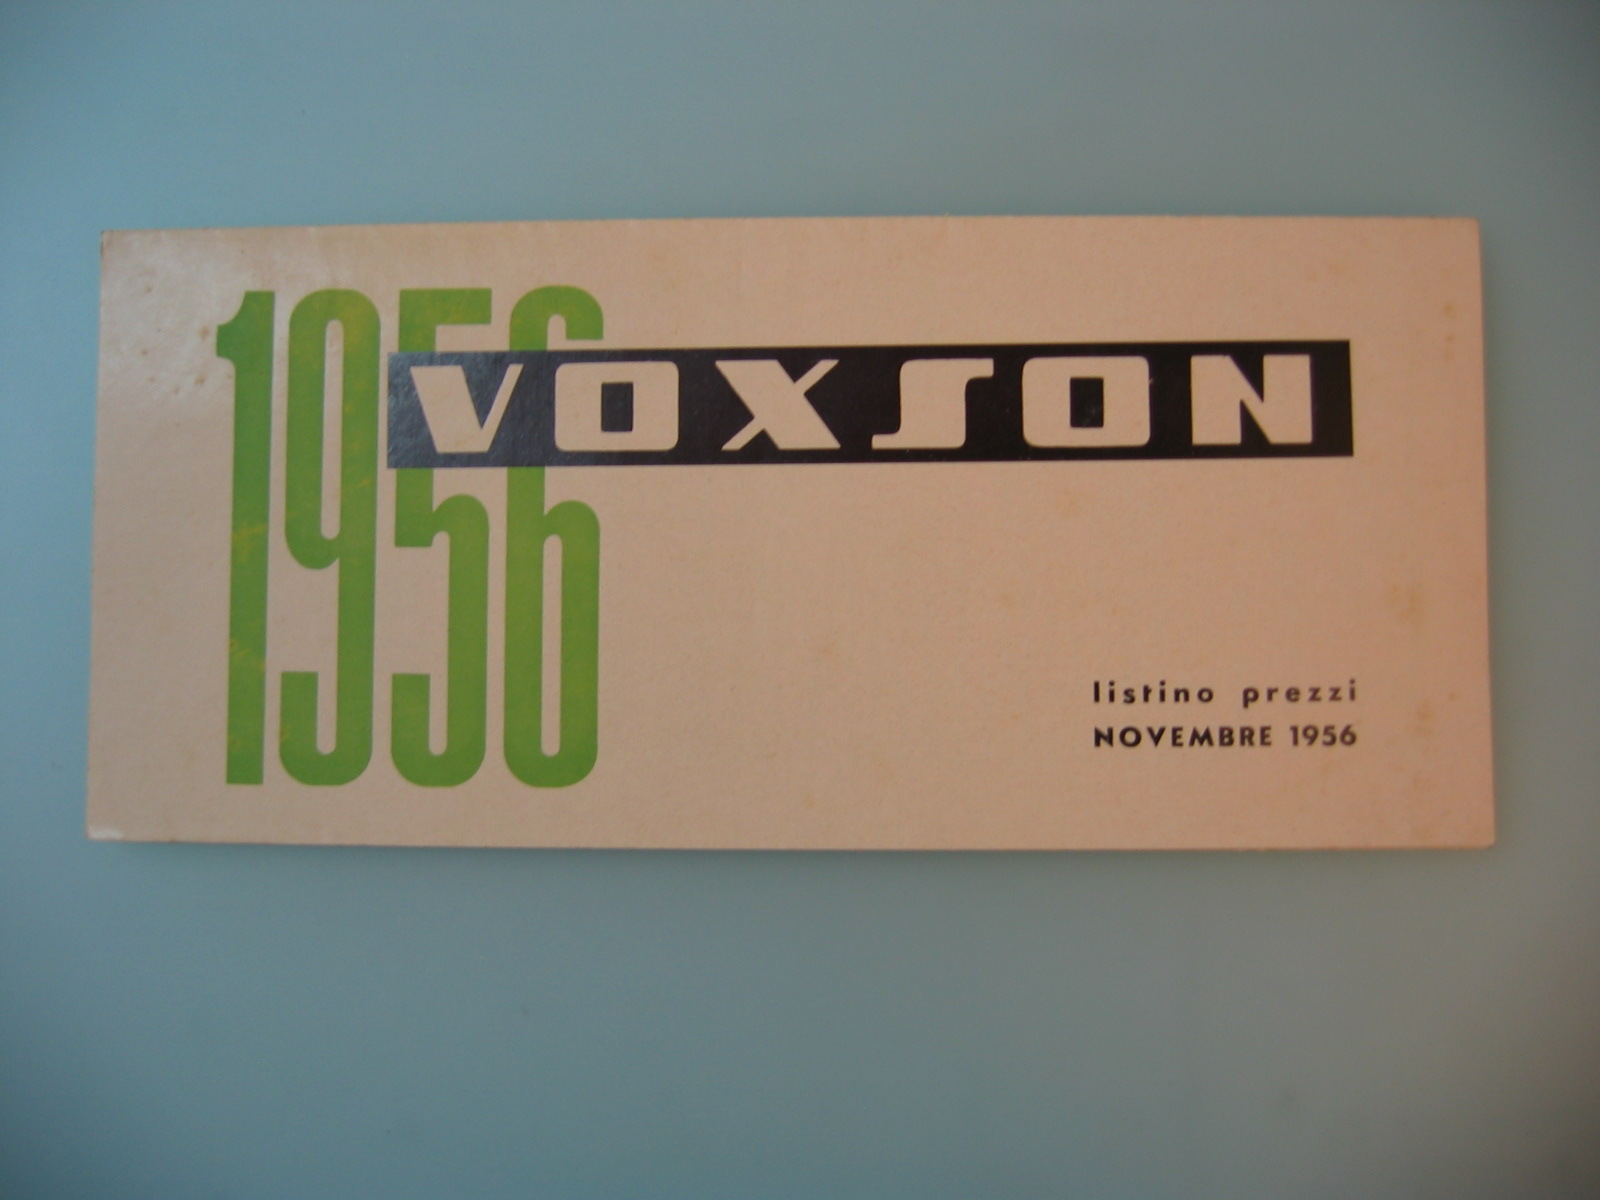 1956
VOXSON
listino prezzi
NOVEMBRE 1956